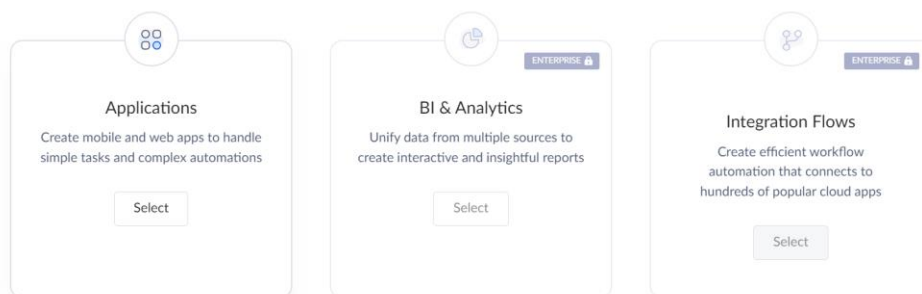 Applications
Create mobile and web apps to handle
simple tasks and complex automations
Select
ENTERPRISE
BI & Analytics
Unify data from multiple sources to
create interactive and insightful reports
Select
ENTERPRISE
Integration Flows
Create efficient workflow
automation that connects to
hundreds of popular cloud apps
Select